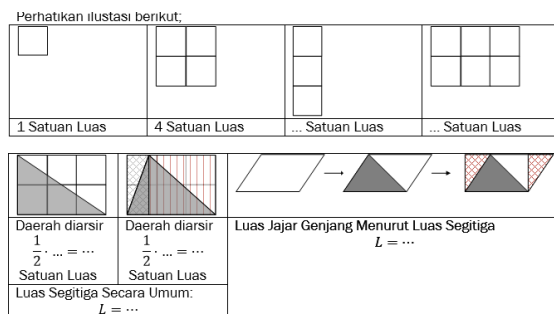 Perhatikan ilustasi berikut;
1 Satuan Luas
4 Satuan Luas
... Satuan Luas
... Satuan Luas
Daerah diarsir
1/2 · ... = ⋯
Satuan Luas
Daerah diarsir
1/2 · ... = ⋯
Satuan Luas
Luas Jajar Genjang Menurut Luas Segitiga
L = ⋯
Luas Segitiga Secara Umum:
L = ⋯